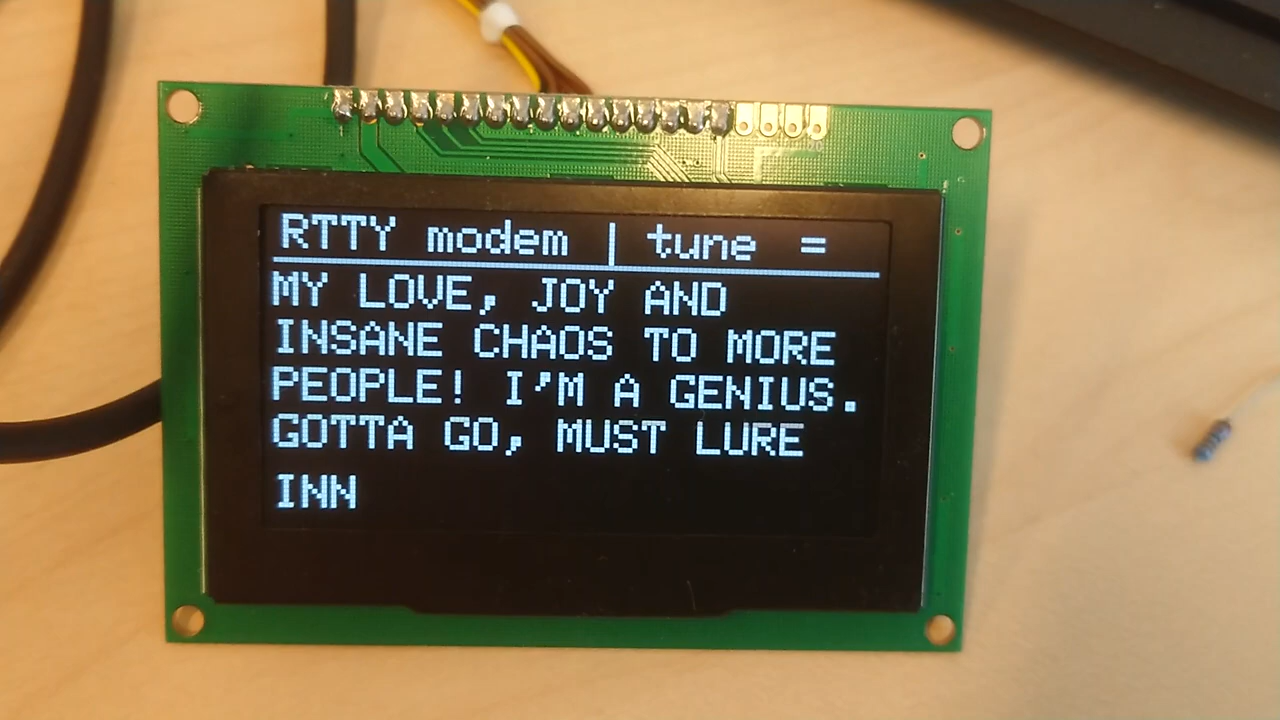 RTTY modem | tune =
MY LOVE, JOY AND
INSANE CHAOS TO MORE
PEOPLE! I'M A GENIUS.
GOTTA GO, MUST LURE
INN